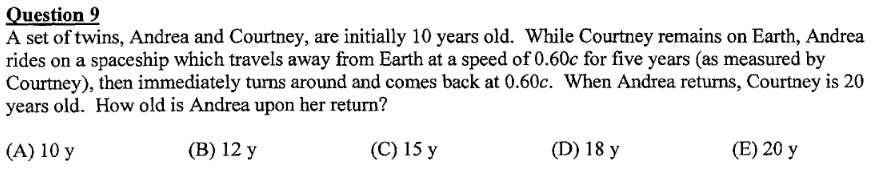 Question 9
A set of twins, Andrea and Courtney, are initially 10 years old. While Courtney remains on Earth, Andrea
rides on a spaceship which travels away from Earth at a speed of 0.60c for five years (as measured by
Courtney), then immediately turns around and comes back at 0.60c. When Andrea returns, Courtney is 20
years old. How old is Andrea upon her return?
(A) 10 y (B) 12 y (C) 15 y (D) 18 y (E) 20 y